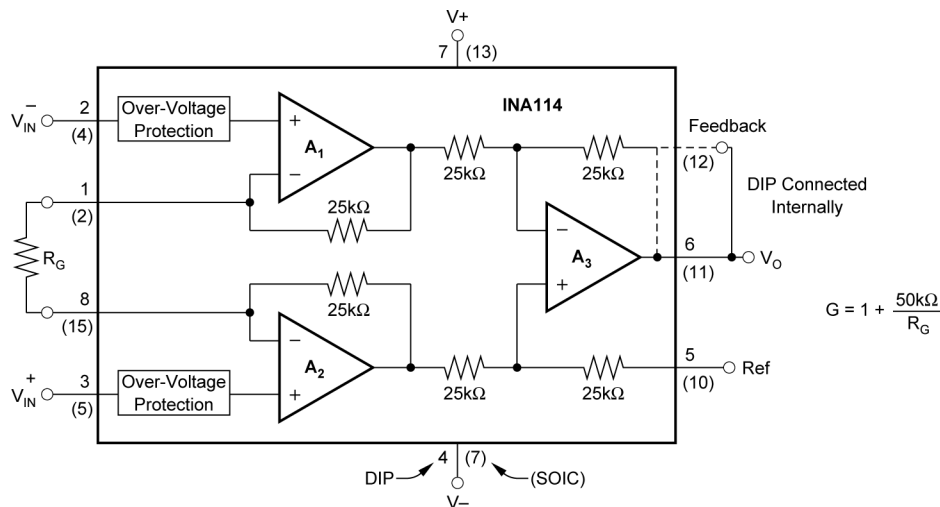 V+
7 (13)
INA114
V−IN
2
(4)
Over-Voltage
Protection
+
A1
−
25kΩ
25kΩ
25kΩ
Feedback
(12)
DIP Connected
Internally
1
(2)
RG
8
(15)
25kΩ
−
A2
+
−
A3
+
6
(11)
VO
G = 1 + 50kΩ / RG
V+IN
3
(5)
Over-Voltage
Protection
25kΩ
25kΩ
5
(10)
Ref
DIP
4 (7)
(SOIC)
V–